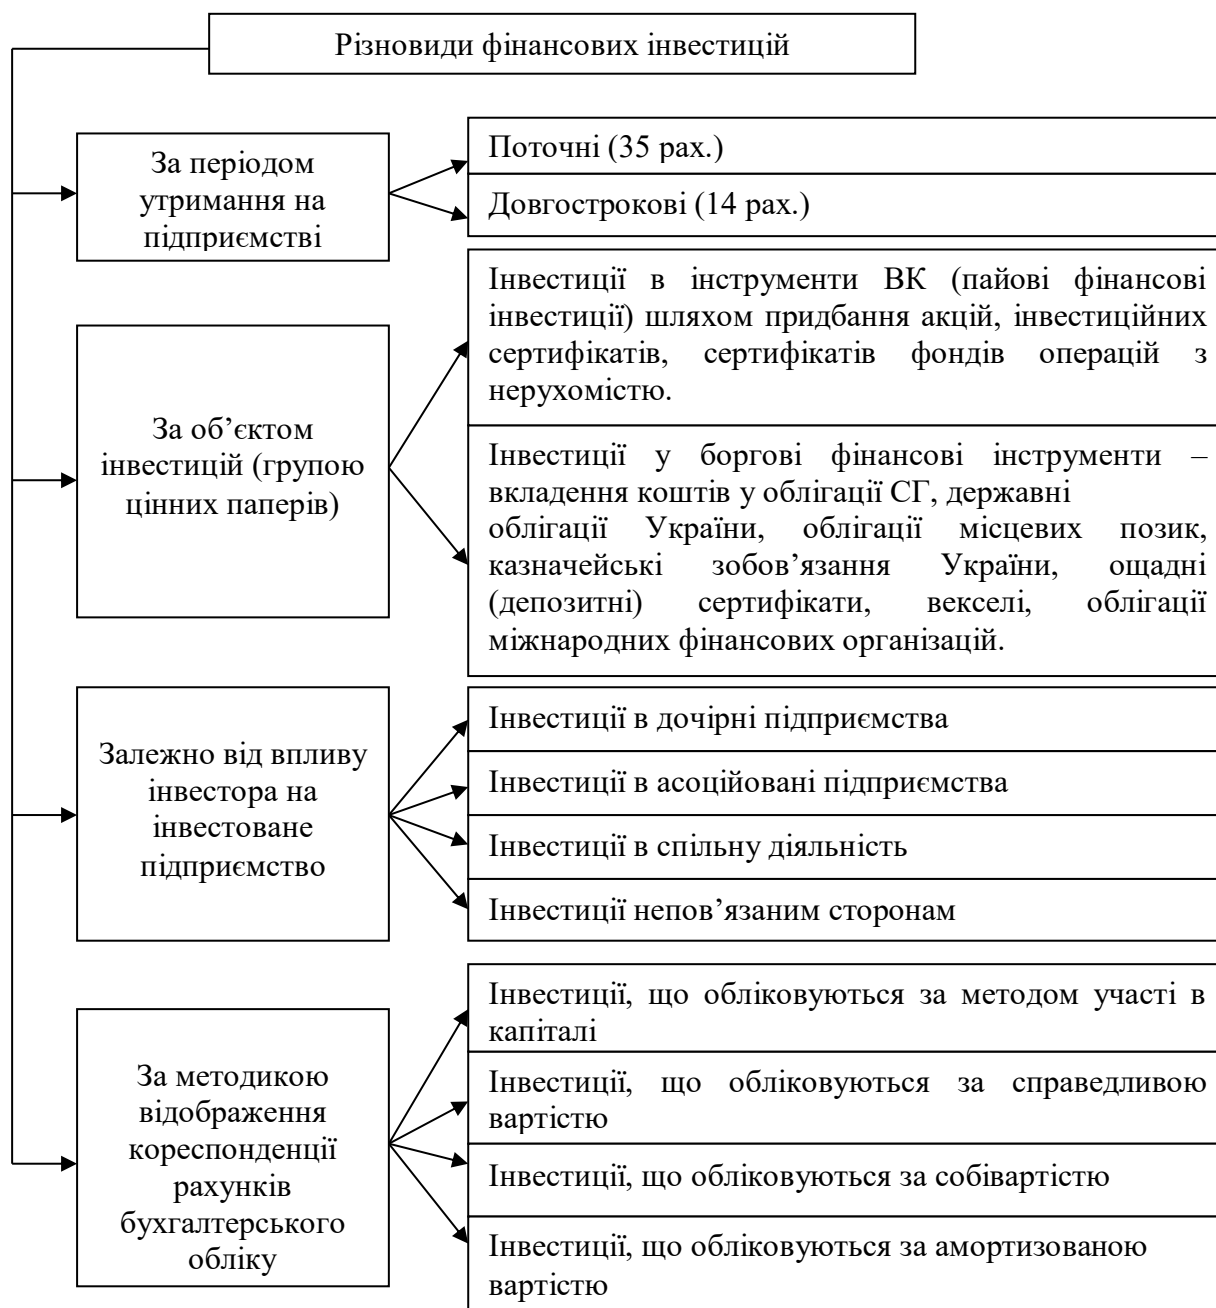 Різновиди фінансових інвестицій
За періодом
утримання на
підприємстві
Поточні (35 рах.)
Довгострокові (14 рах.)
За об’єктом
інвестицій (групою
цінних паперів)
Інвестиції в інструменти ВК (пайові фінансові
інвестиції) шляхом придбання акцій, інвестиційних
сертифікатів, сертифікатів фондів операцій з
нерухомістю.
Інвестиції у боргові фінансові інструменти –
вкладення коштів у облігації СГ, державні
облігації України, облігації місцевих позик,
казначейські зобов’язання України, ощадні
(депозитні) сертифікати, векселі, облігації
міжнародних фінансових організацій.
Залежно від впливу
інвестора на
інвестоване
підприємство
Інвестиції в дочірні підприємства
Інвестиції в асоційовані підприємства
Інвестиції в спільну діяльність
Інвестиції непов’язаним сторонам
За методикою
відображення
кореспонденції
рахунків
бухгалтерського
обліку
Інвестиції, що обліковуються за методом участі в
капіталі
Інвестиції, що обліковуються за справедливою
вартістю
Інвестиції, що обліковуються за собівартістю
Інвестиції, що обліковуються за амортизованою
вартістю